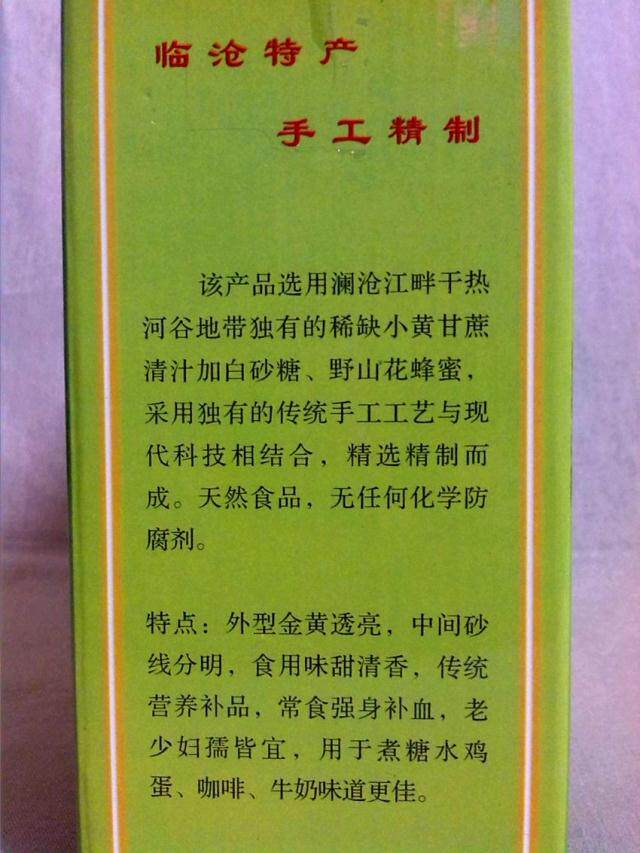 临沧特产
手工精制
该产品选用澜沧江畔干热
河谷地带独有的稀缺小黄甘蔗
清汁加白砂糖、野山花蜂蜜，
采用独有的传统手工工艺与现
代科技相结合，精选精制而
成。天然食品，无任何化学防
腐剂。
特点：外型金黄透亮，中间砂
线分明，食用味甜清香，传统
营养补品，常食强身补血，老
少妇孺皆宜，用于煮糖水鸡
蛋、咖啡、牛奶味道更佳。